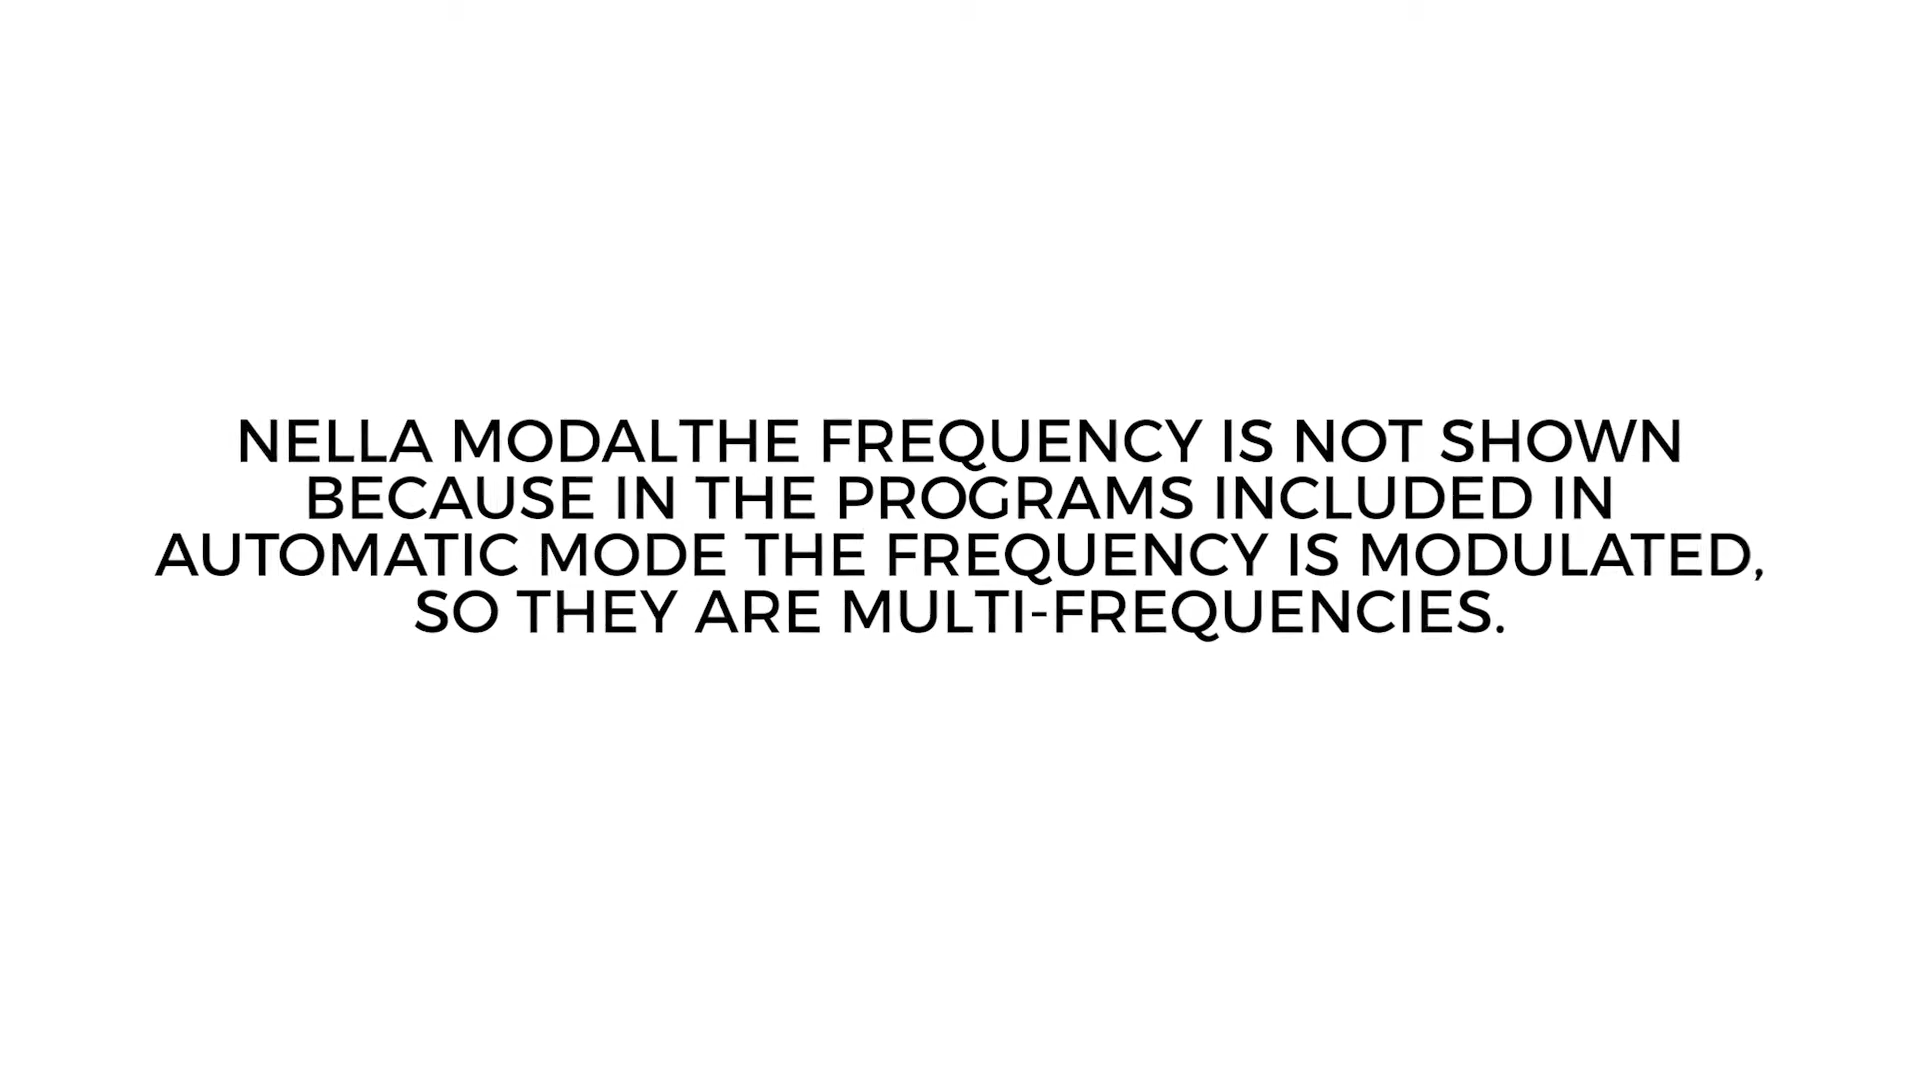 NELLA MODALTHE FREQUENCY IS NOT SHOWN
BECAUSE IN THE PROGRAMS INCLUDED IN
AUTOMATIC MODE THE FREQUENCY IS MODULATED,
SO THEY ARE MULTI-FREQUENCIES.